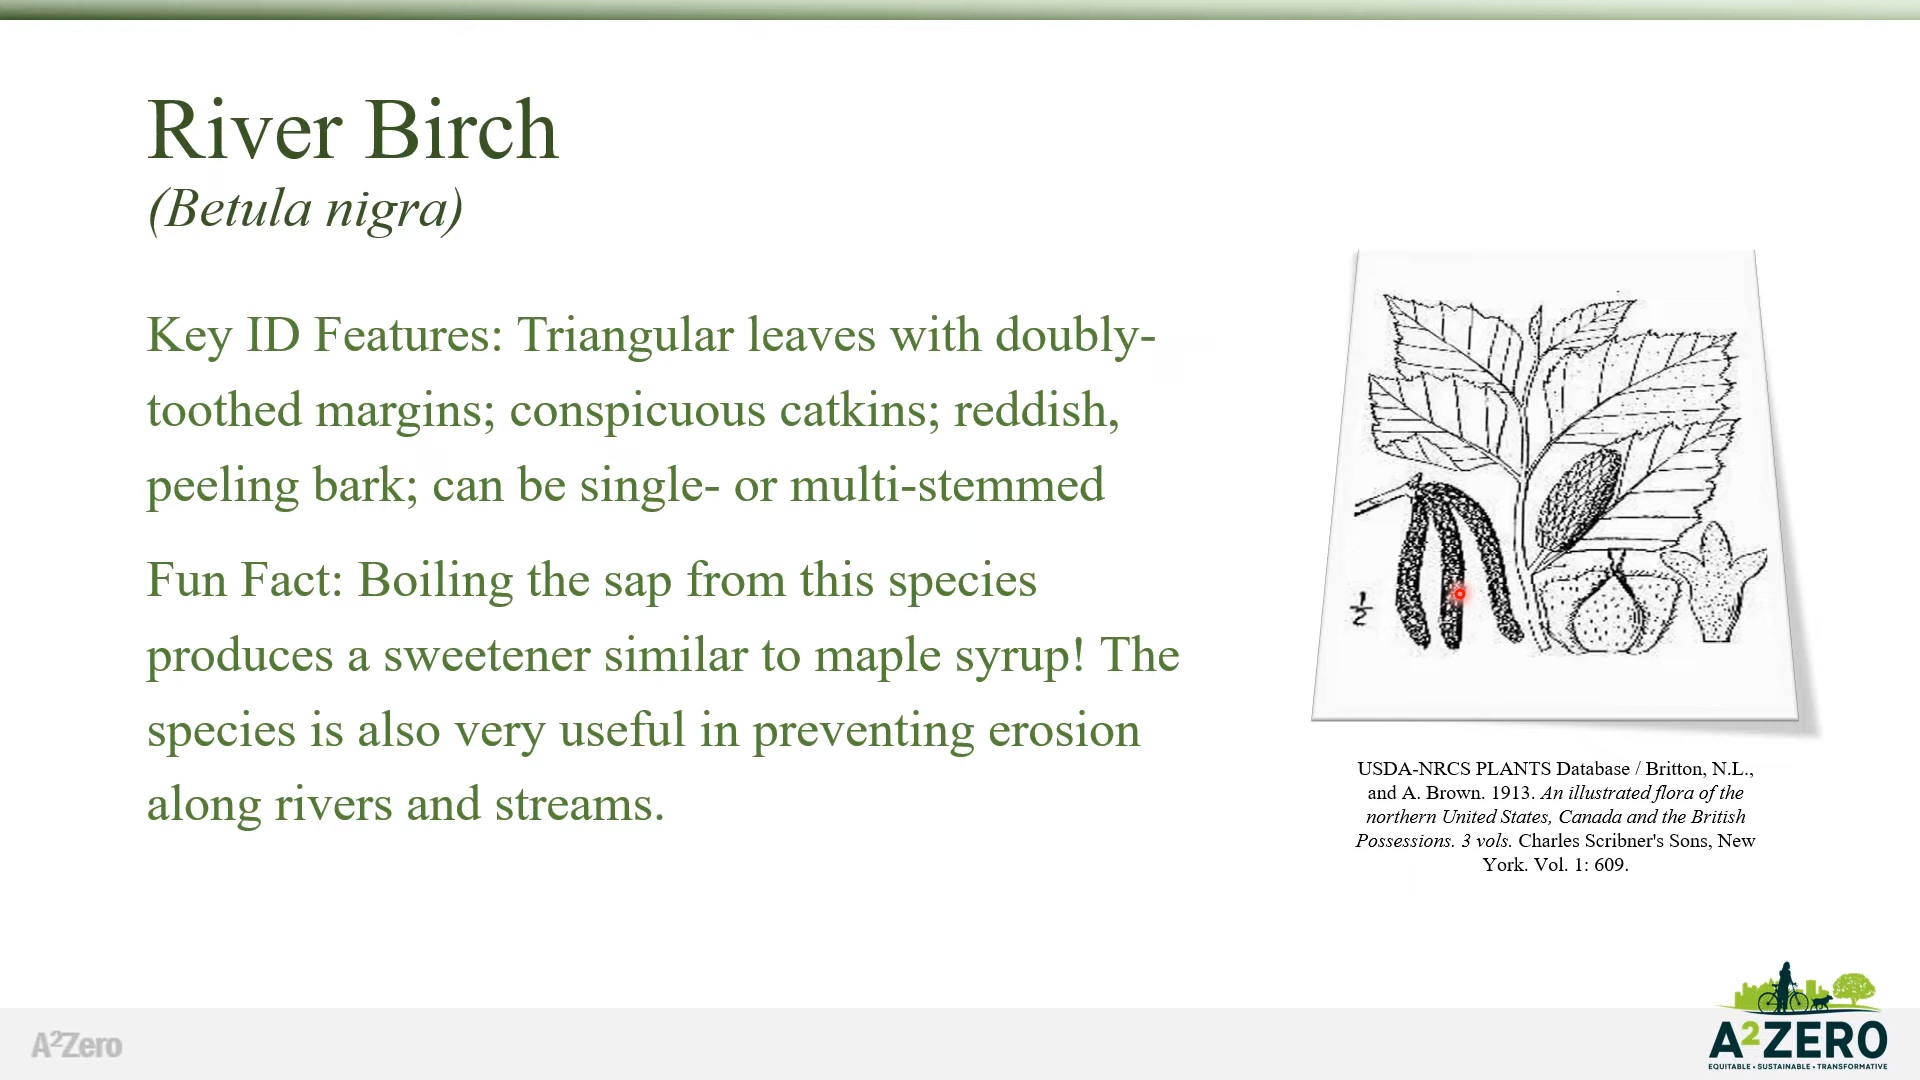 River Birch
(Betula nigra)
Key ID Features: Triangular leaves with doubly-
toothed margins; conspicuous catkins; reddish,
peeling bark; can be single- or multi-stemmed
Fun Fact: Boiling the sap from this species
produces a sweetener similar to maple syrup! The
species is also very useful in preventing erosion
along rivers and streams.
1/2
USDA-NRCS PLANTS Database / Britton, N.L.,
and A. Brown. 1913. An illustrated flora of the
northern United States, Canada and the British
Possessions. 3 vols. Charles Scribner's Sons, New
York. Vol. 1: 609.
A²Zero
A²ZERO
EQUITABLE • SUSTAINABLE • TRANSFORMATIVE